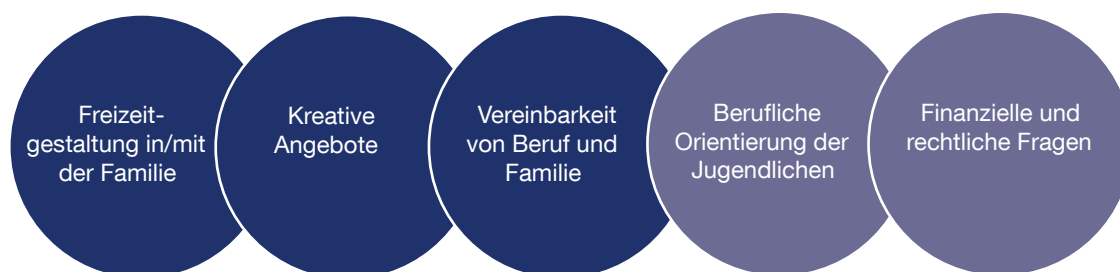 Freizeit-
gestaltung in/mit
der Familie
Kreative
Angebote
Vereinbarkeit
von Beruf und
Familie
Berufliche
Orientierung der
Jugendlichen
Finanzielle und
rechtliche Fragen